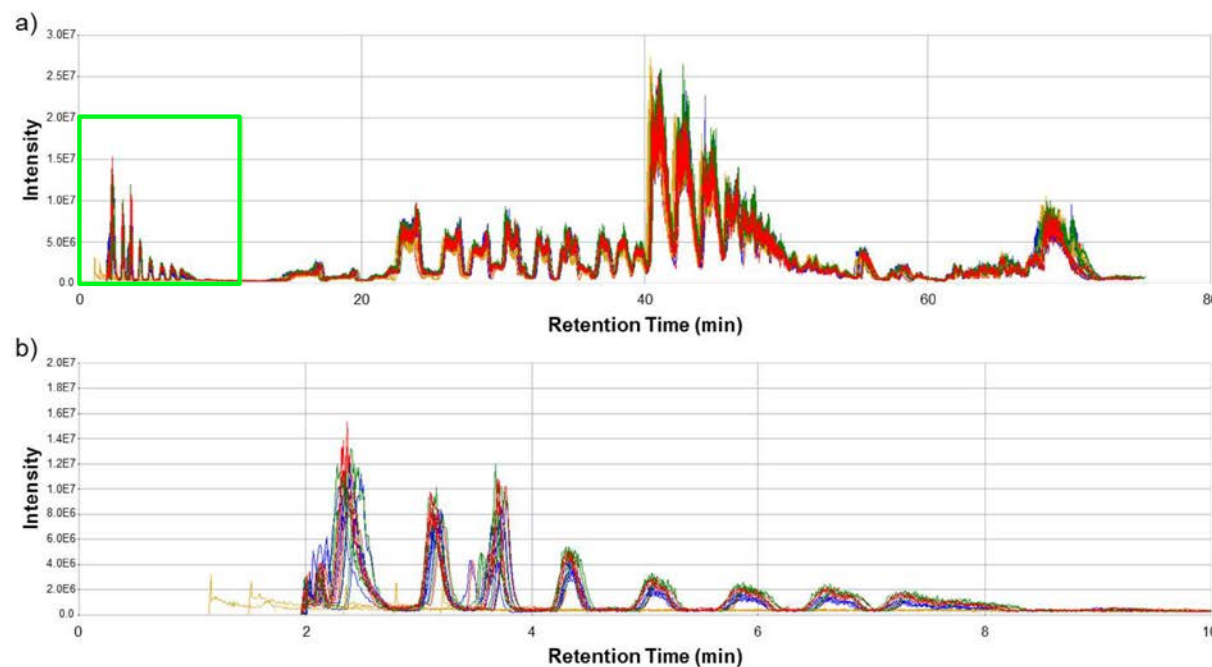 a)
3.0E7
2.5E7
2.0E7
1.5E7
1.0E7
5.0E6
0.0
Intensity
0
20
40
60
80
Retention Time (min)
b)
2.0E7
1.8E7
1.6E7
1.4E7
1.2E7
1.0E7
8.0E6
6.0E6
4.0E6
2.0E6
0.0
Intensity
0
2
4
6
8
10
Retention Time (min)